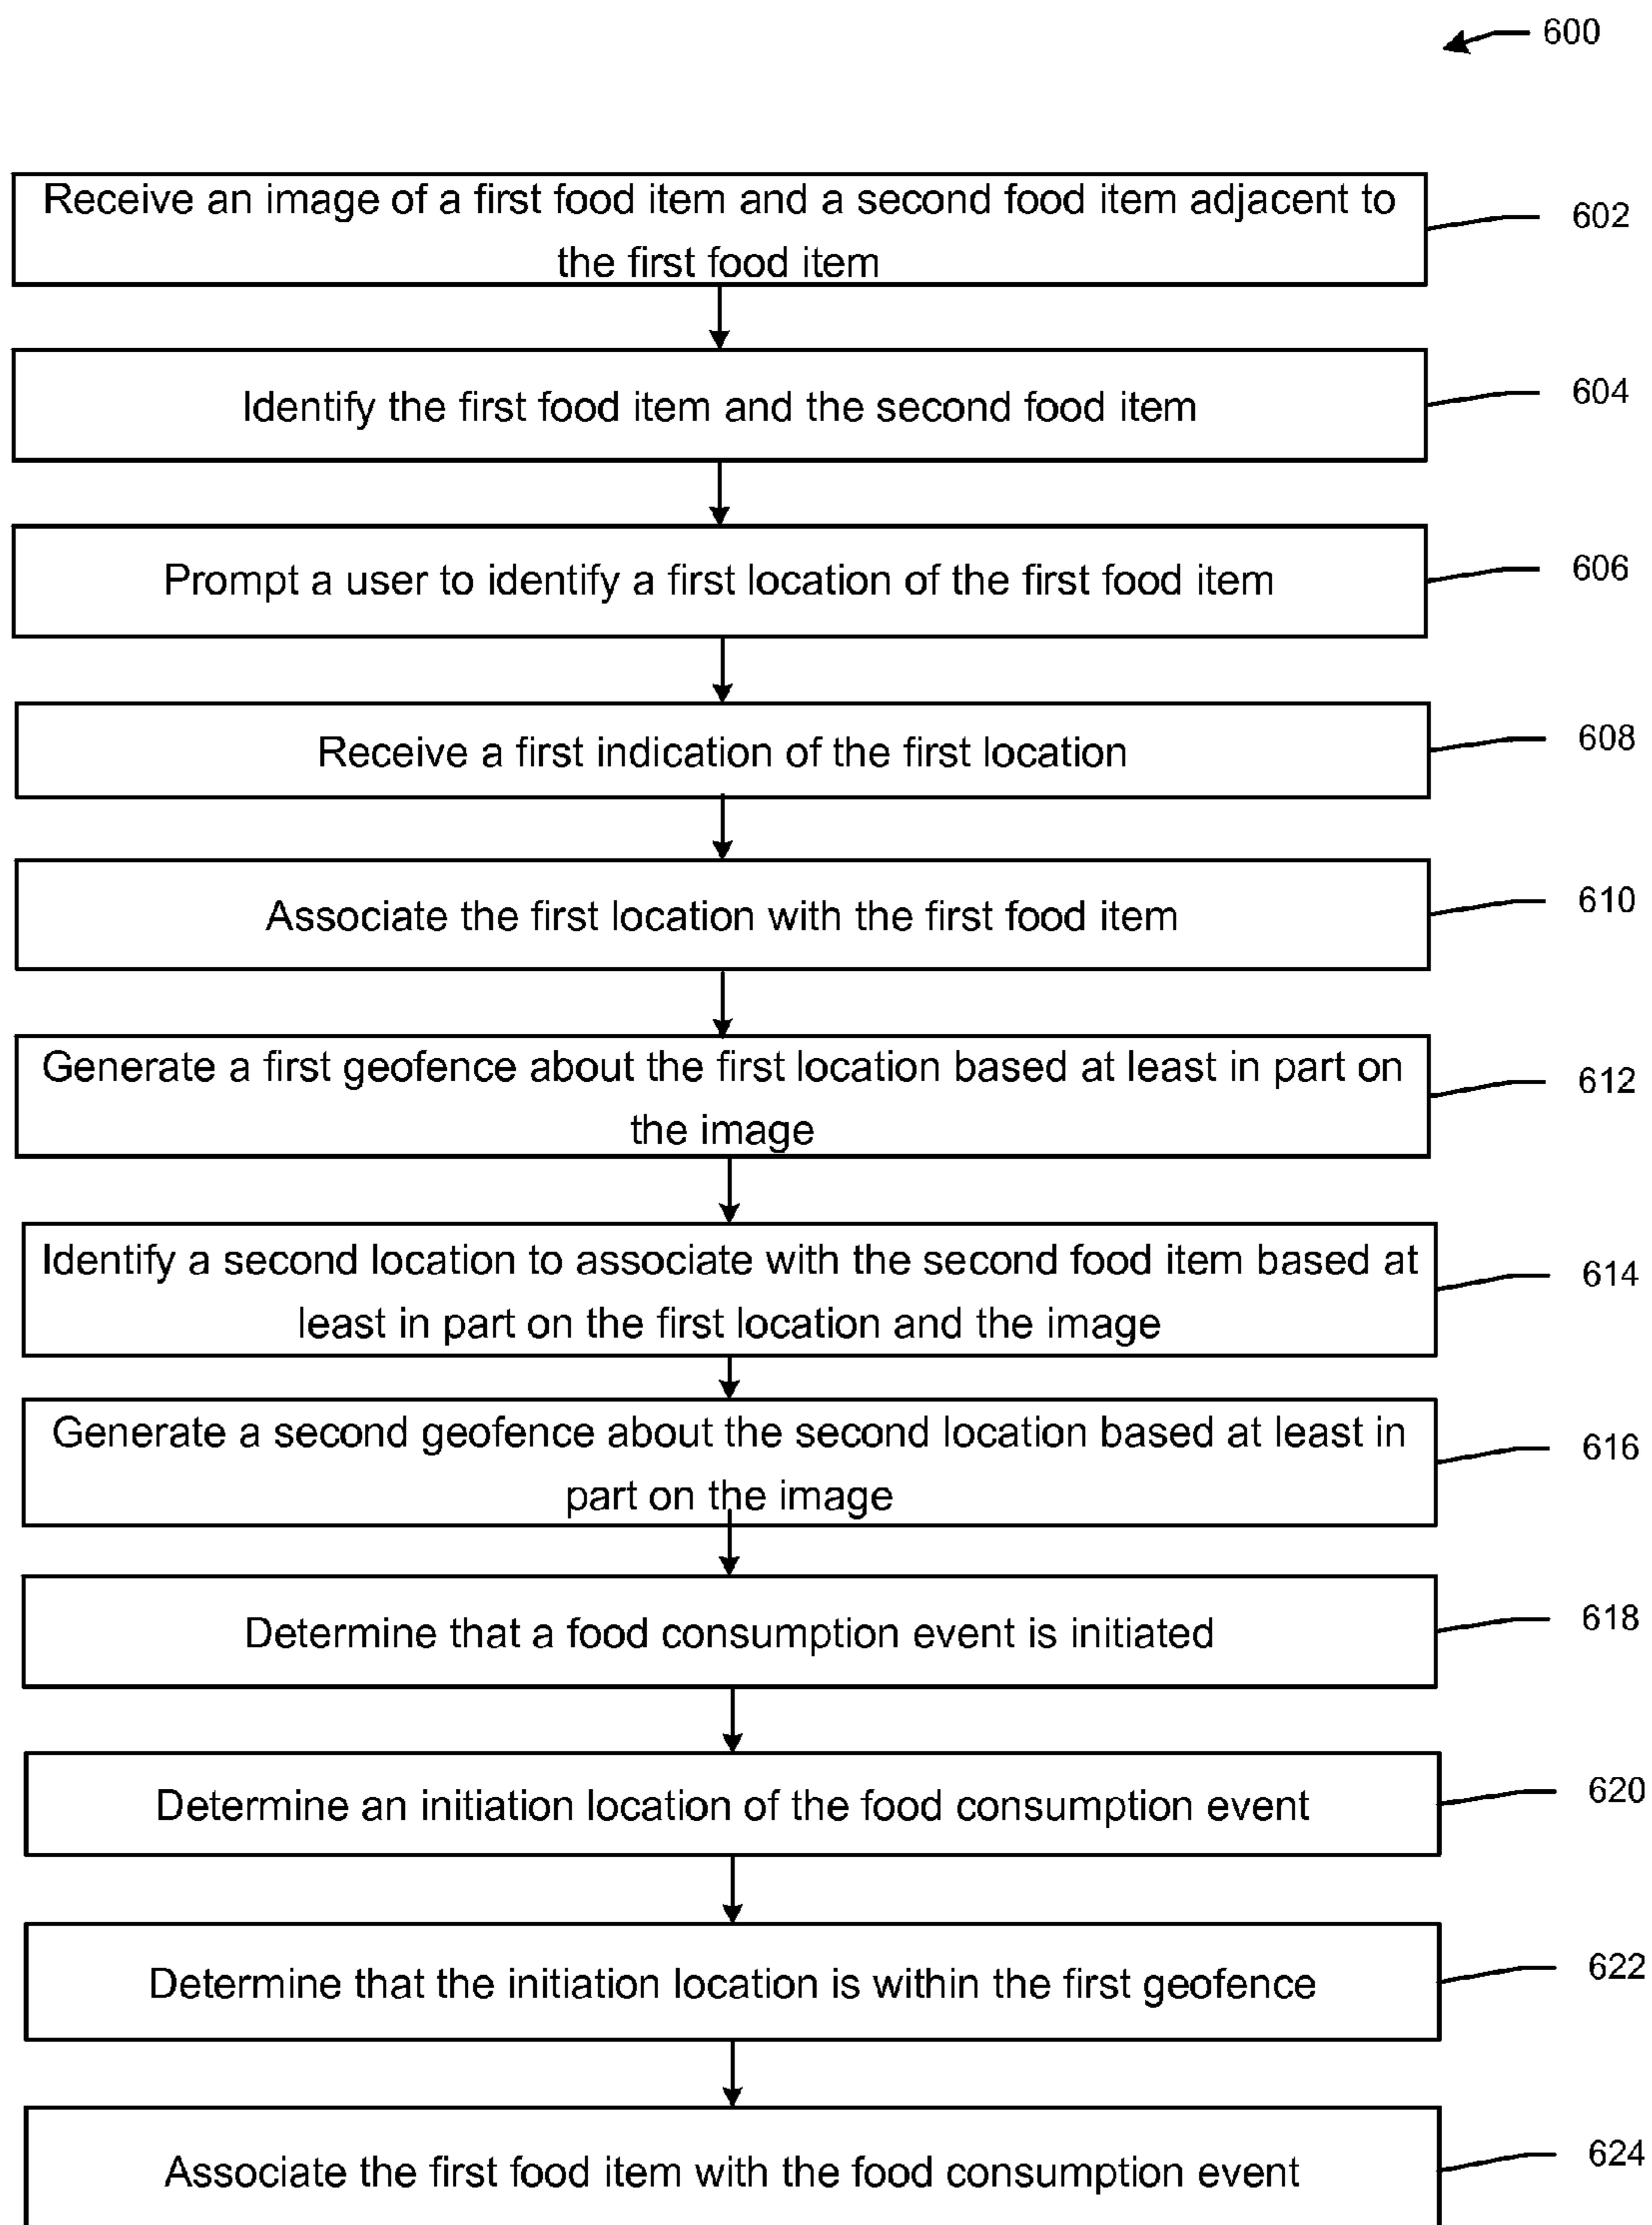 600
Receive an image of a first food item and a second food item adjacent to
the first food item
602
Identify the first food item and the second food item
604
Prompt a user to identify a first location of the first food item
606
Receive a first indication of the first location
608
Associate the first location with the first food item
610
Generate a first geofence about the first location based at least in part on
the image
612
Identify a second location to associate with the second food item based at
least in part on the first location and the image
614
Generate a second geofence about the second location based at least in
part on the image
616
Determine that a food consumption event is initiated
618
Determine an initiation location of the food consumption event
620
Determine that the initiation location is within the first geofence
622
Associate the first food item with the food consumption event
624